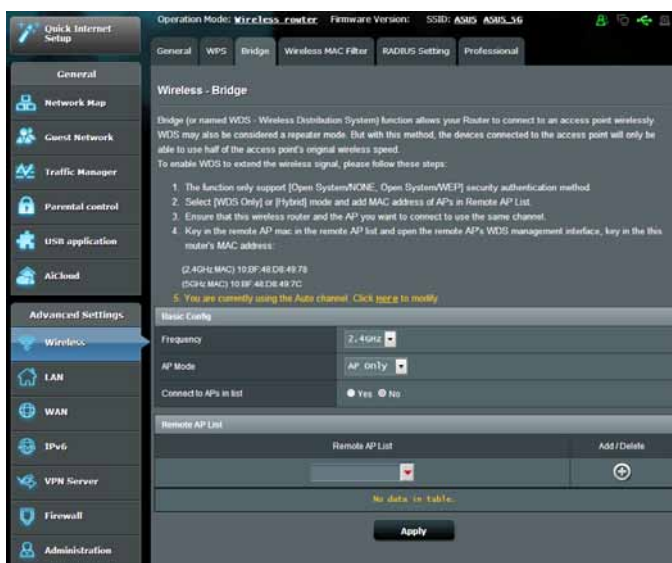 Quick Internet
Setup
Operation Mode: Wireless router Firmware Version: SSID: ASUS ASUS_5G
General WPS Bridge Wireless MAC Filter RADIUS Setting Professional
General
Network Map
Guest Network
Traffic Manager
Parental control
USB application
AiCloud
Advanced Settings
Wireless
LAN
WAN
IPv6
VPN Server
Firewall
Administration
Wireless - Bridge
Bridge (or named WDS - Wireless Distribution System) function allows your Router to connect to an access point wirelessly.
WDS may also be considered a repeater mode. But with this method, the devices connected to the access point will only be
able to use half of the access point's original wireless speed.
To enable WDS to extend the wireless signal, please follow these steps:
1. The function only support [Open System/NONE, Open System/WEP] security authentication method
2. Select [WDS Only] or [Hybrid] mode and add MAC address of APs in Remote AP List.
3. Ensure that this wireless router and the AP you want to connect to use the same channel.
4. Key in the remote AP mac in the remote AP list and open the remote AP's WDS management interface, key in the this
router's MAC address:
(2.4GHz MAC) 10:BF:48:D8:49:78
(5GHz MAC) 10:BF:48:D8:49:7C
5. You are currently using the Auto channel. Click here to modify
Basic Config
Frequency 2.4GHz
AP Mode AP Only
Connect to APs in list Yes No
Remote AP List
Remote AP List Add / Delete
No data in table.
Apply